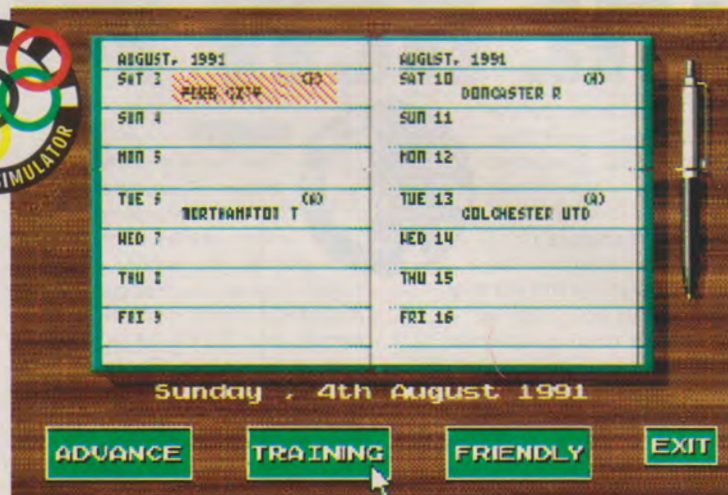 SIMULATOR
AUGUST, 1991
SAT 3
SUN 4
MON 5
TUE 6
NORTHAMPTON T
WED 7
THU 8
FRI 9
AUGUST, 1991
SAT 10 (H)
DONCASTER R
SUN 11
MON 12
TUE 13 (A)
COLCHESTER UTD
WED 14
THU 15
FRI 16
Sunday , 4th August 1991
ADVANCE
TRAINING
FRIENDLY
EXIT